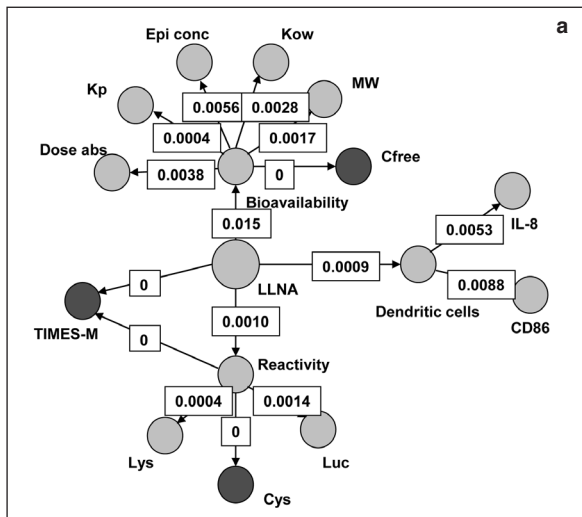 a
Epi conc
Kow
Kp
MW
0.0056
0.0028
0.0004
0.0017
Dose abs
0.0038
0
Cfree
Bioavailability
0.015
IL-8
0.0053
0
LLNA
0.0009
0.0088
Dendritic cells
CD86
TIMES-M
0.0010
0
Reactivity
0.0004
0.0014
0
Lys
Luc
Cys